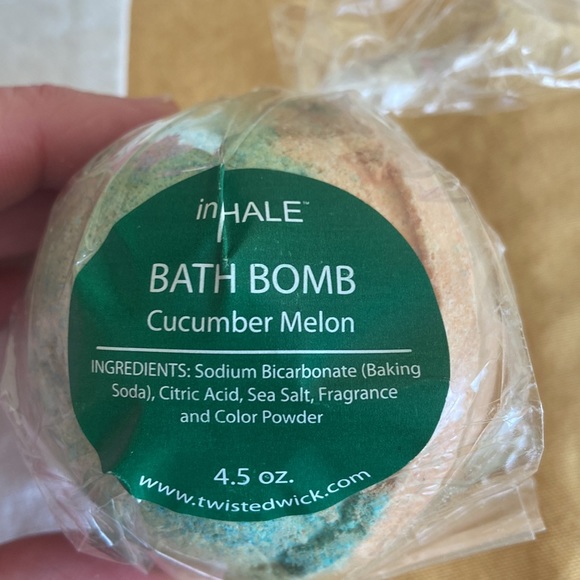 inHALE™
BATH BOMB
Cucumber Melon
INGREDIENTS: Sodium Bicarbonate (Baking
Soda), Citric Acid, Sea Salt, Fragrance
and Color Powder
4.5 oz.
www.twistedwick.com